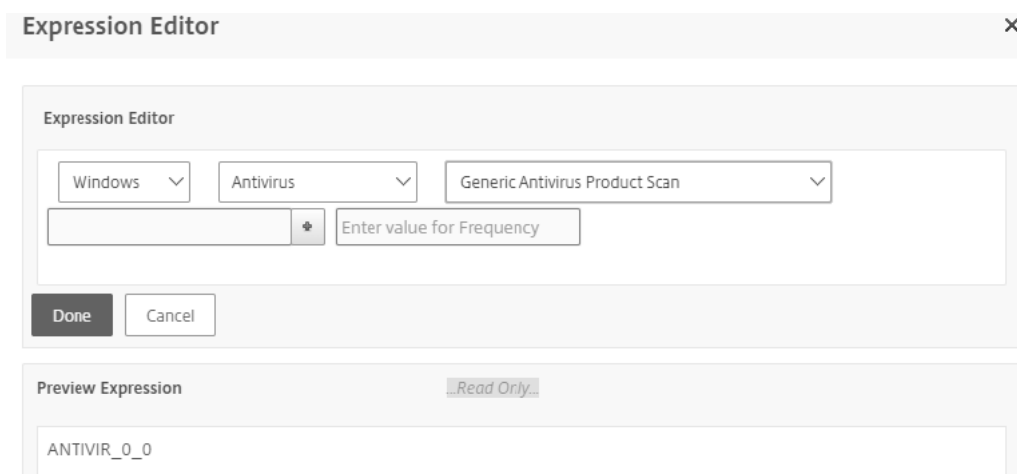 Expression Editor
Expression Editor
Windows Antivirus Generic Antivirus Product Scan
Enter value for Frequency
Done Cancel
Preview Expression ...Read Only...
ANTIVIR_0_0